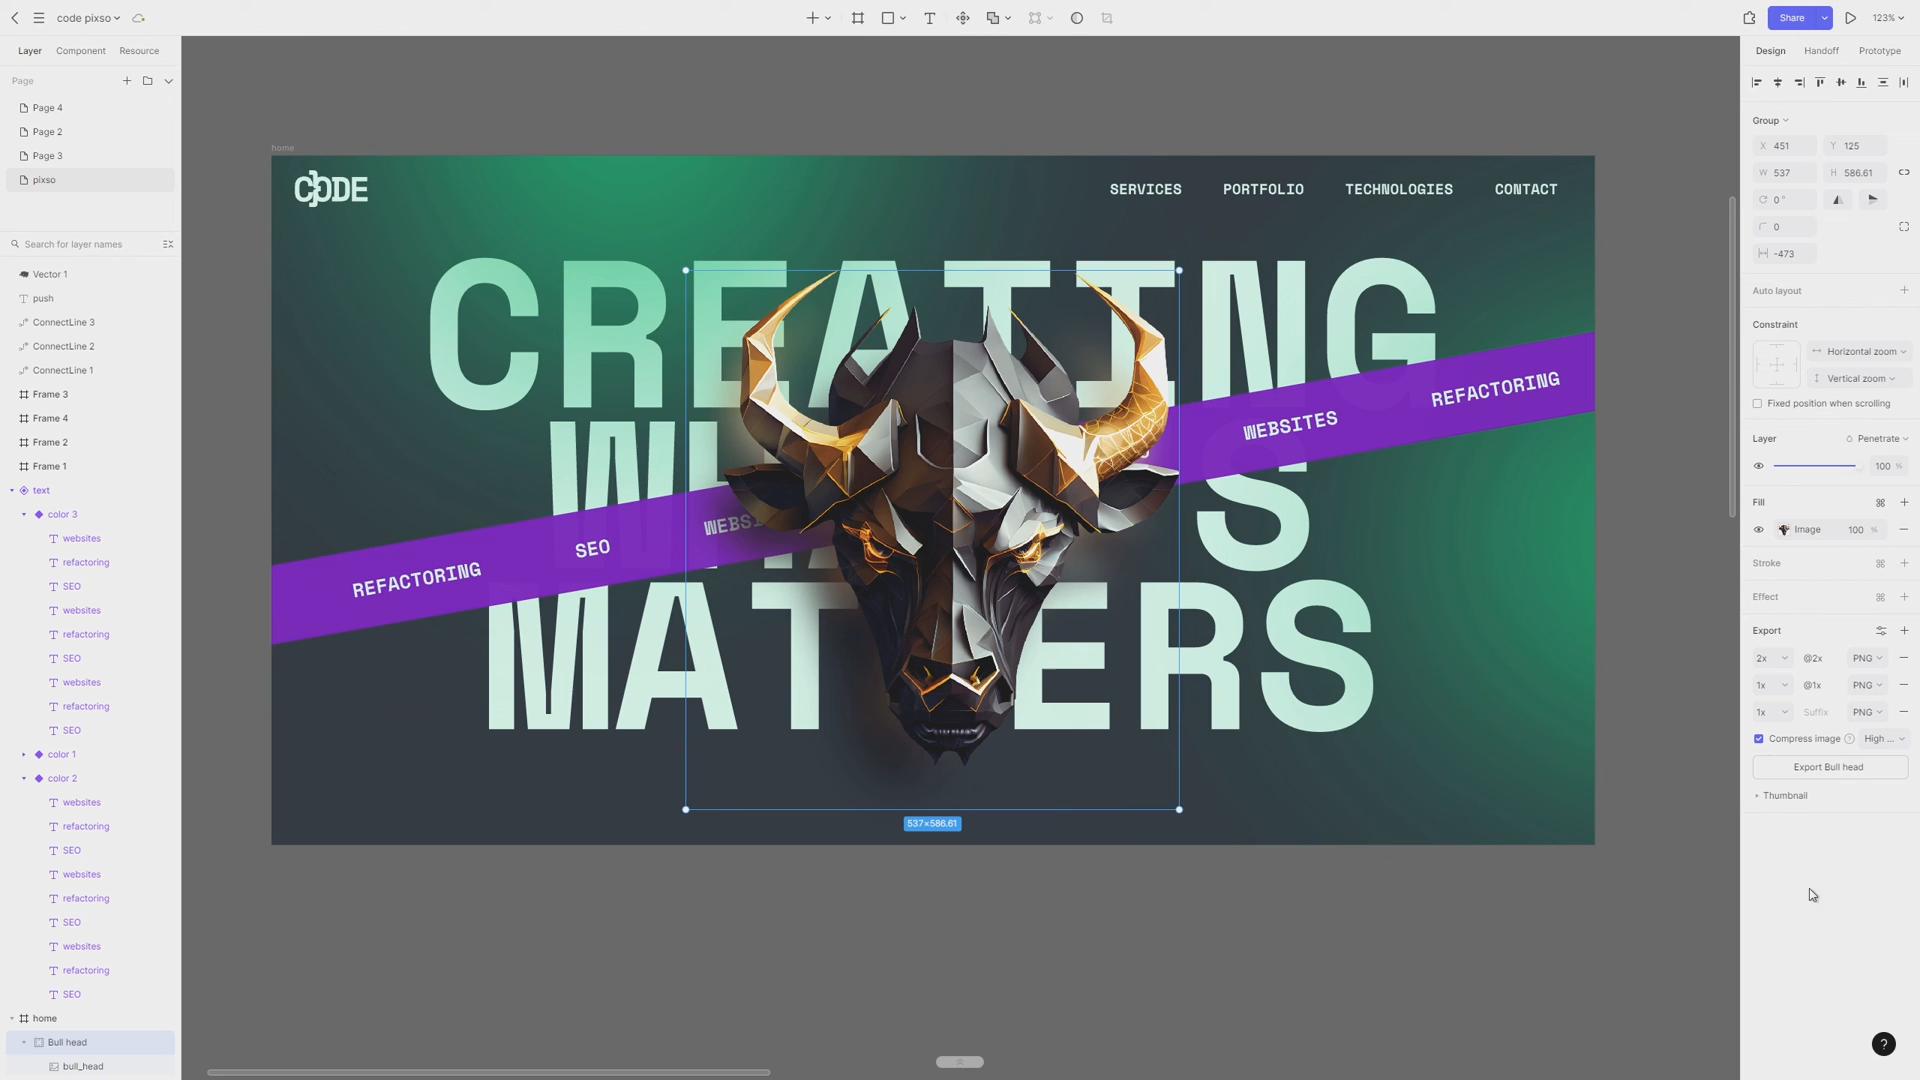 code pixso
Share
123%
Layer
Component
Resource
Page
Page 4
Page 2
Page 3
pixso
Search for layer names
Vector 1
push
ConnectLine 3
ConnectLine 2
ConnectLine 1
Frame 3
Frame 4
Frame 2
Frame 1
text
color 3
websites
refactoring
SEO
websites
refactoring
SEO
websites
refactoring
SEO
color 1
color 2
websites
refactoring
SEO
websites
refactoring
SEO
websites
refactoring
SEO
home
Bull head
bull_head
home
CODE
SERVICES
PORTFOLIO
TECHNOLOGIES
CONTACT
CREATING
S
MAT ERS
REFACTORING
SEO
WEBSI
WEBSITES
REFACTORING
537×586.61
Design
Handoff
Prototype
Group
X 451
Y 125
W 537
H 586.61
0°
0
-473
Auto layout
Constraint
Horizontal zoom
Vertical zoom
Fixed position when scrolling
Layer
Penetrate
100 %
Fill
Image 100 %
Stroke
Effect
Export
2x @2x PNG
1x @1x PNG
1x Suffix PNG
Compress image ? High ...
Export Bull head
Thumbnail
?